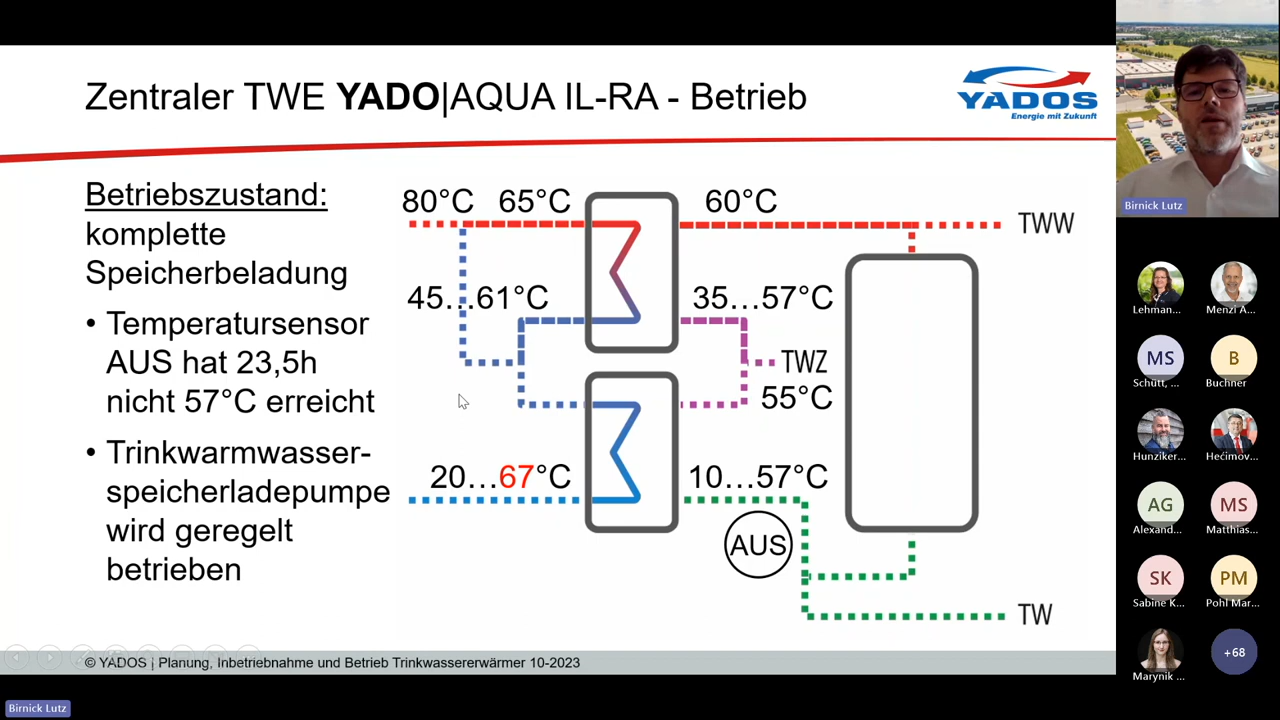 Zentraler TWE YADO|AQUA IL-RA - Betrieb
YADOS
Energie mit Zukunft
Betriebszustand:
komplette
Speicherbeladung
• Temperatursensor
AUS hat 23,5h
nicht 57°C erreicht
• Trinkwarmwasser-
speicherladepumpe
wird geregelt
betrieben
80°C 65°C 60°C
TWW
45...61°C 35...57°C
TWZ
55°C
20...67°C 10...57°C
AUS
TW
© YADOS | Planung, Inbetriebnahme und Betrieb Trinkwassererwärmer 10-2023
Birnick Lutz
Birnick Lutz
Lehman... Menzi A...
MS B
Schütt, ... Buchner
Hunziker... Hećimov...
AG MS
Alexand... Matthias...
SK PM
Sabine K... Pohl Mar...
Marynik ... +68